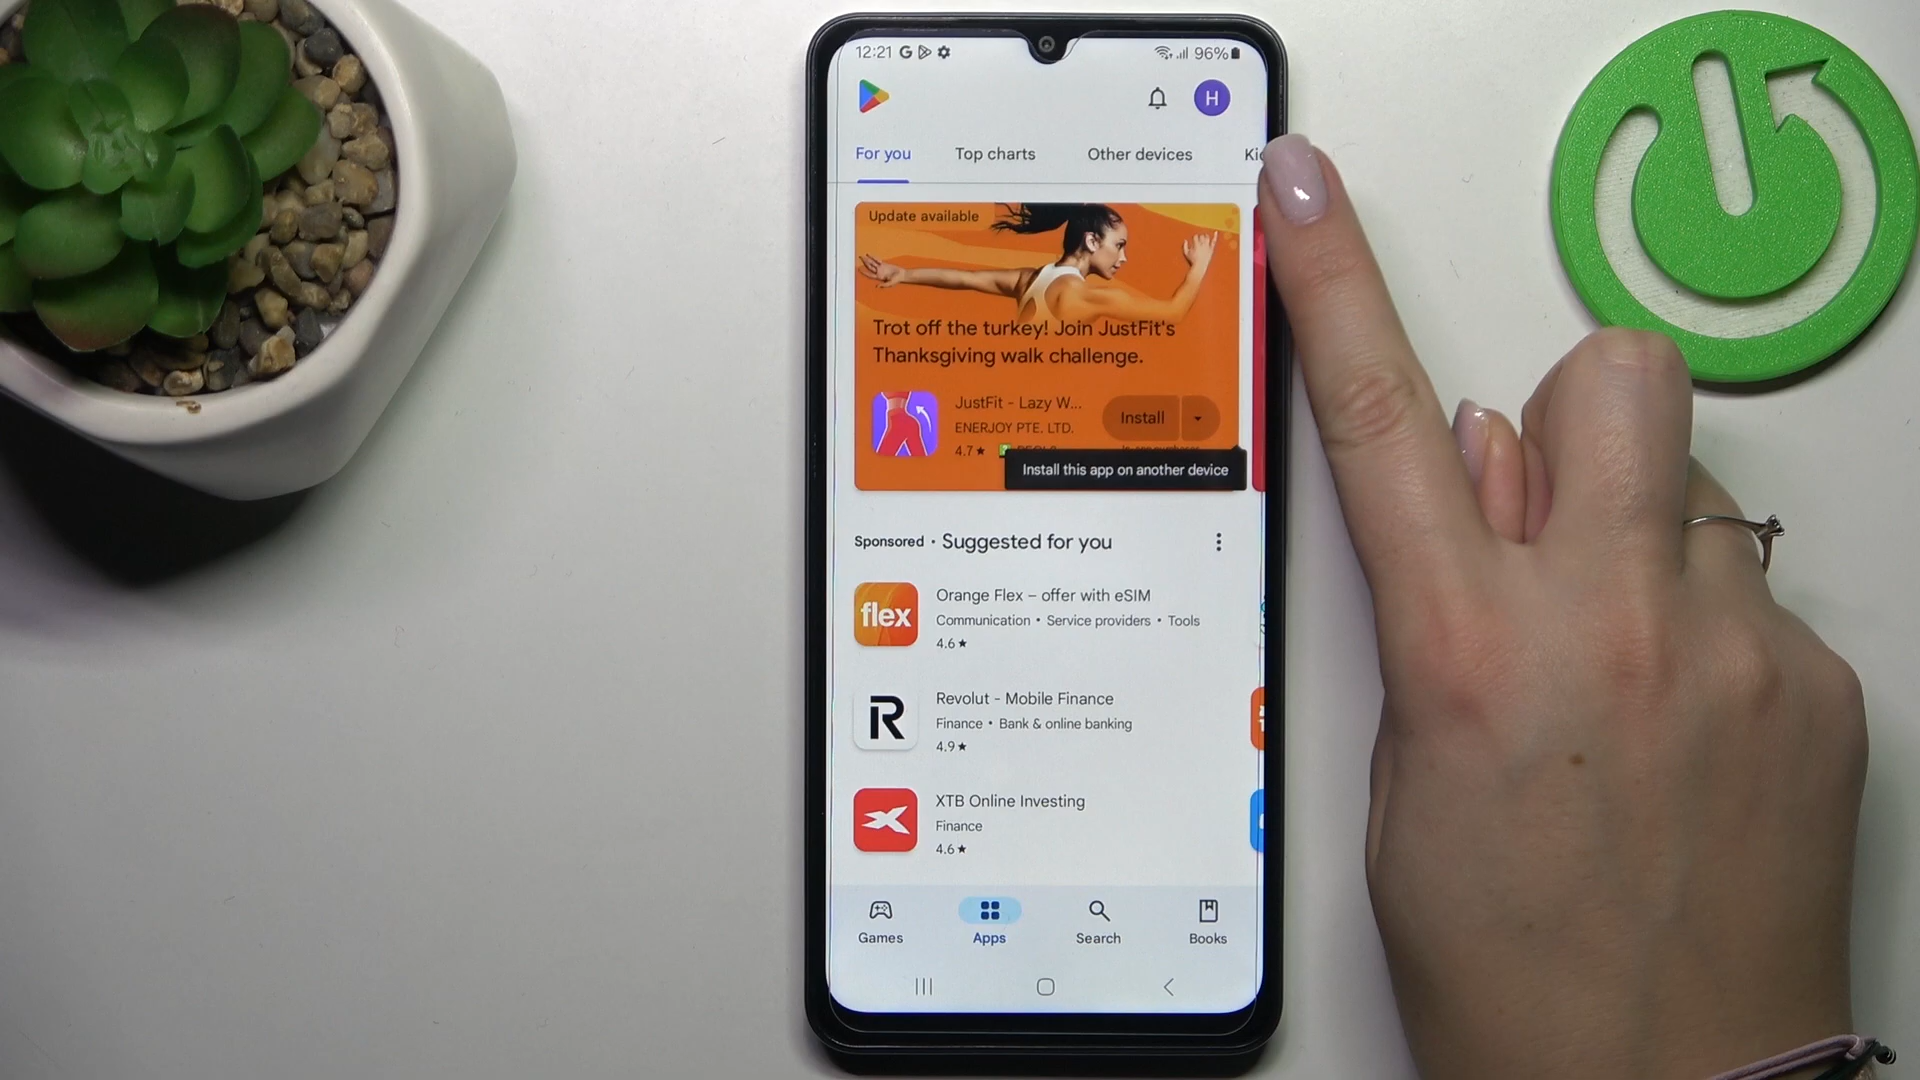 12:21
96%
H
For you
Top charts
Other devices
Update available
Trot off the turkey! Join JustFit's
Thanksgiving walk challenge.
JustFit - Lazy W...
ENERJOY PTE. LTD.
4.7★
Install
Install this app on another device
Sponsored · Suggested for you
flex
Orange Flex – offer with eSIM
Communication • Service providers • Tools
4.6★
R
Revolut - Mobile Finance
Finance • Bank & online banking
4.9★
XTB Online Investing
Finance
4.6★
Games
Apps
Search
Books